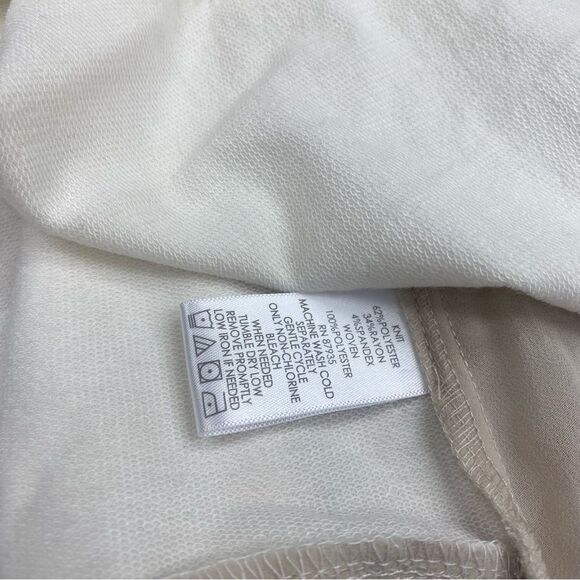 KNIT
62%POLYESTER
34%RAYON
4%SPANDEX
WOVEN
100%POLYESTER
RN 87935
MACHINE WASH COLD
SEPARATELY
GENTLE CYCLE
ONLY NON-CHLORINE
BLEACH
WHEN NEEDED
TUMBLE DRY LOW
REMOVE PROMPTLY
LOW IRON IF NEEDED